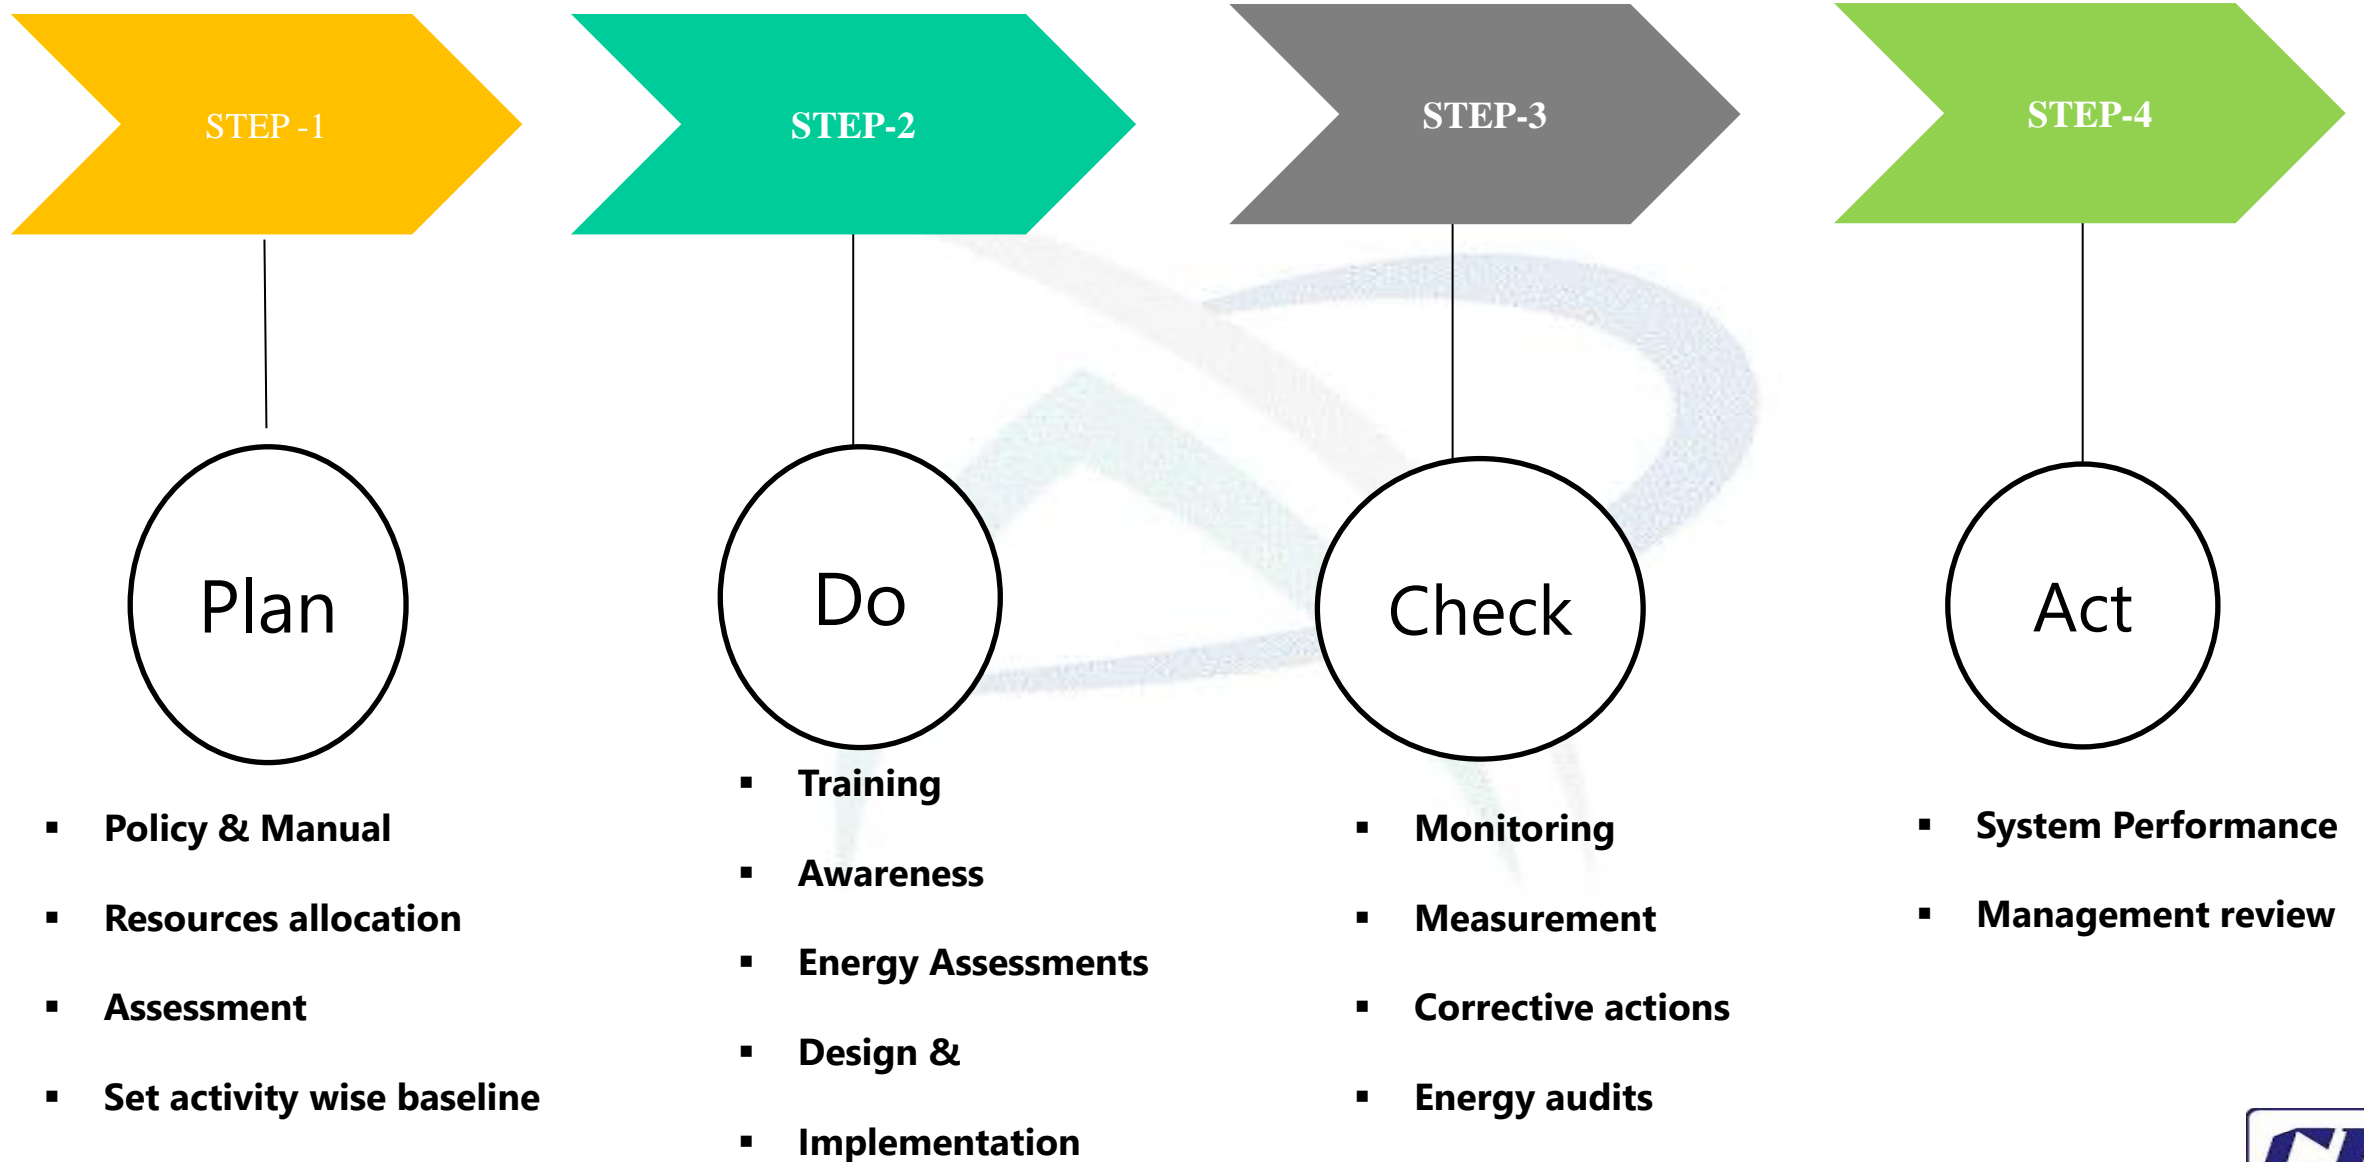 STEP -1
STEP-2
STEP-3
STEP-4
Plan
Do
Check
Act
▪ Policy & Manual
▪ Resources allocation
▪ Assessment
▪ Set activity wise baseline
▪ Training
▪ Awareness
▪ Energy Assessments
▪ Design &
▪ Implementation
▪ Monitoring
▪ Measurement
▪ Corrective actions
▪ Energy audits
▪ System Performance
▪ Management review